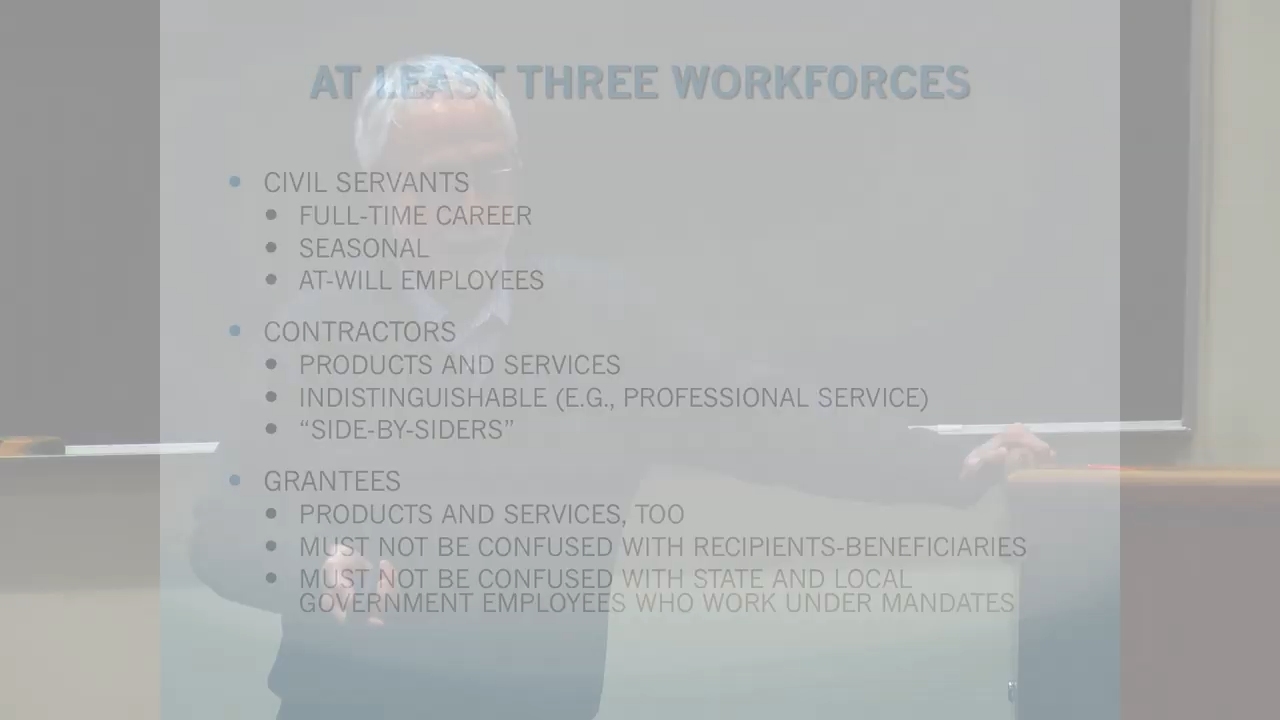 AT LEAST THREE WORKFORCES
• CIVIL SERVANTS
• FULL-TIME CAREER
• SEASONAL
• AT-WILL EMPLOYEES
• CONTRACTORS
• PRODUCTS AND SERVICES
• INDISTINGUISHABLE (E.G., PROFESSIONAL SERVICE)
• “SIDE-BY-SIDERS”
• GRANTEES
• PRODUCTS AND SERVICES, TOO
• MUST NOT BE CONFUSED WITH RECIPIENTS-BENEFICIARIES
• MUST NOT BE CONFUSED WITH STATE AND LOCAL
GOVERNMENT EMPLOYEES WHO WORK UNDER MANDATES